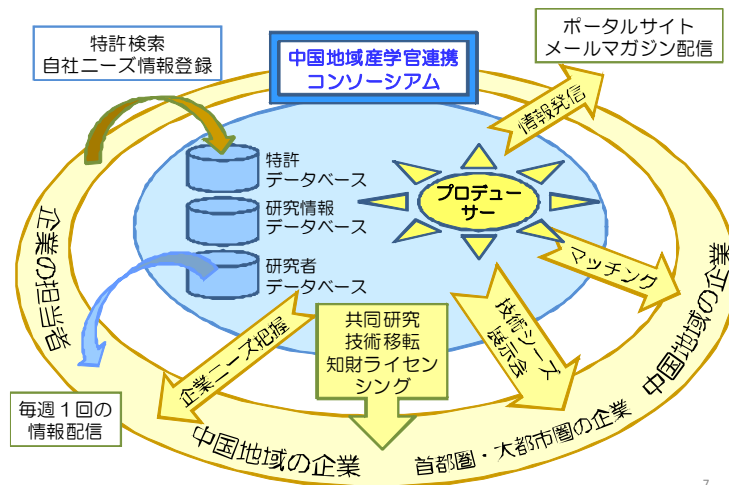 特許検索
自社ニーズ情報登録
中国地域産学官連携
コンソーシアム
ポータルサイト
メールマガジン配信
情報発信
特許
データベース
研究情報
データベース
研究者
データベース
プロデュー
サー
マッチング
企業の担当者
中国地域の企業
企業ニーズ把握
共同研究
技術移転
知財ライセン
シング
技術シーズ
展示会
毎週1回の
情報配信
中国地域の企業
首都圏・大都市圏の企業
7